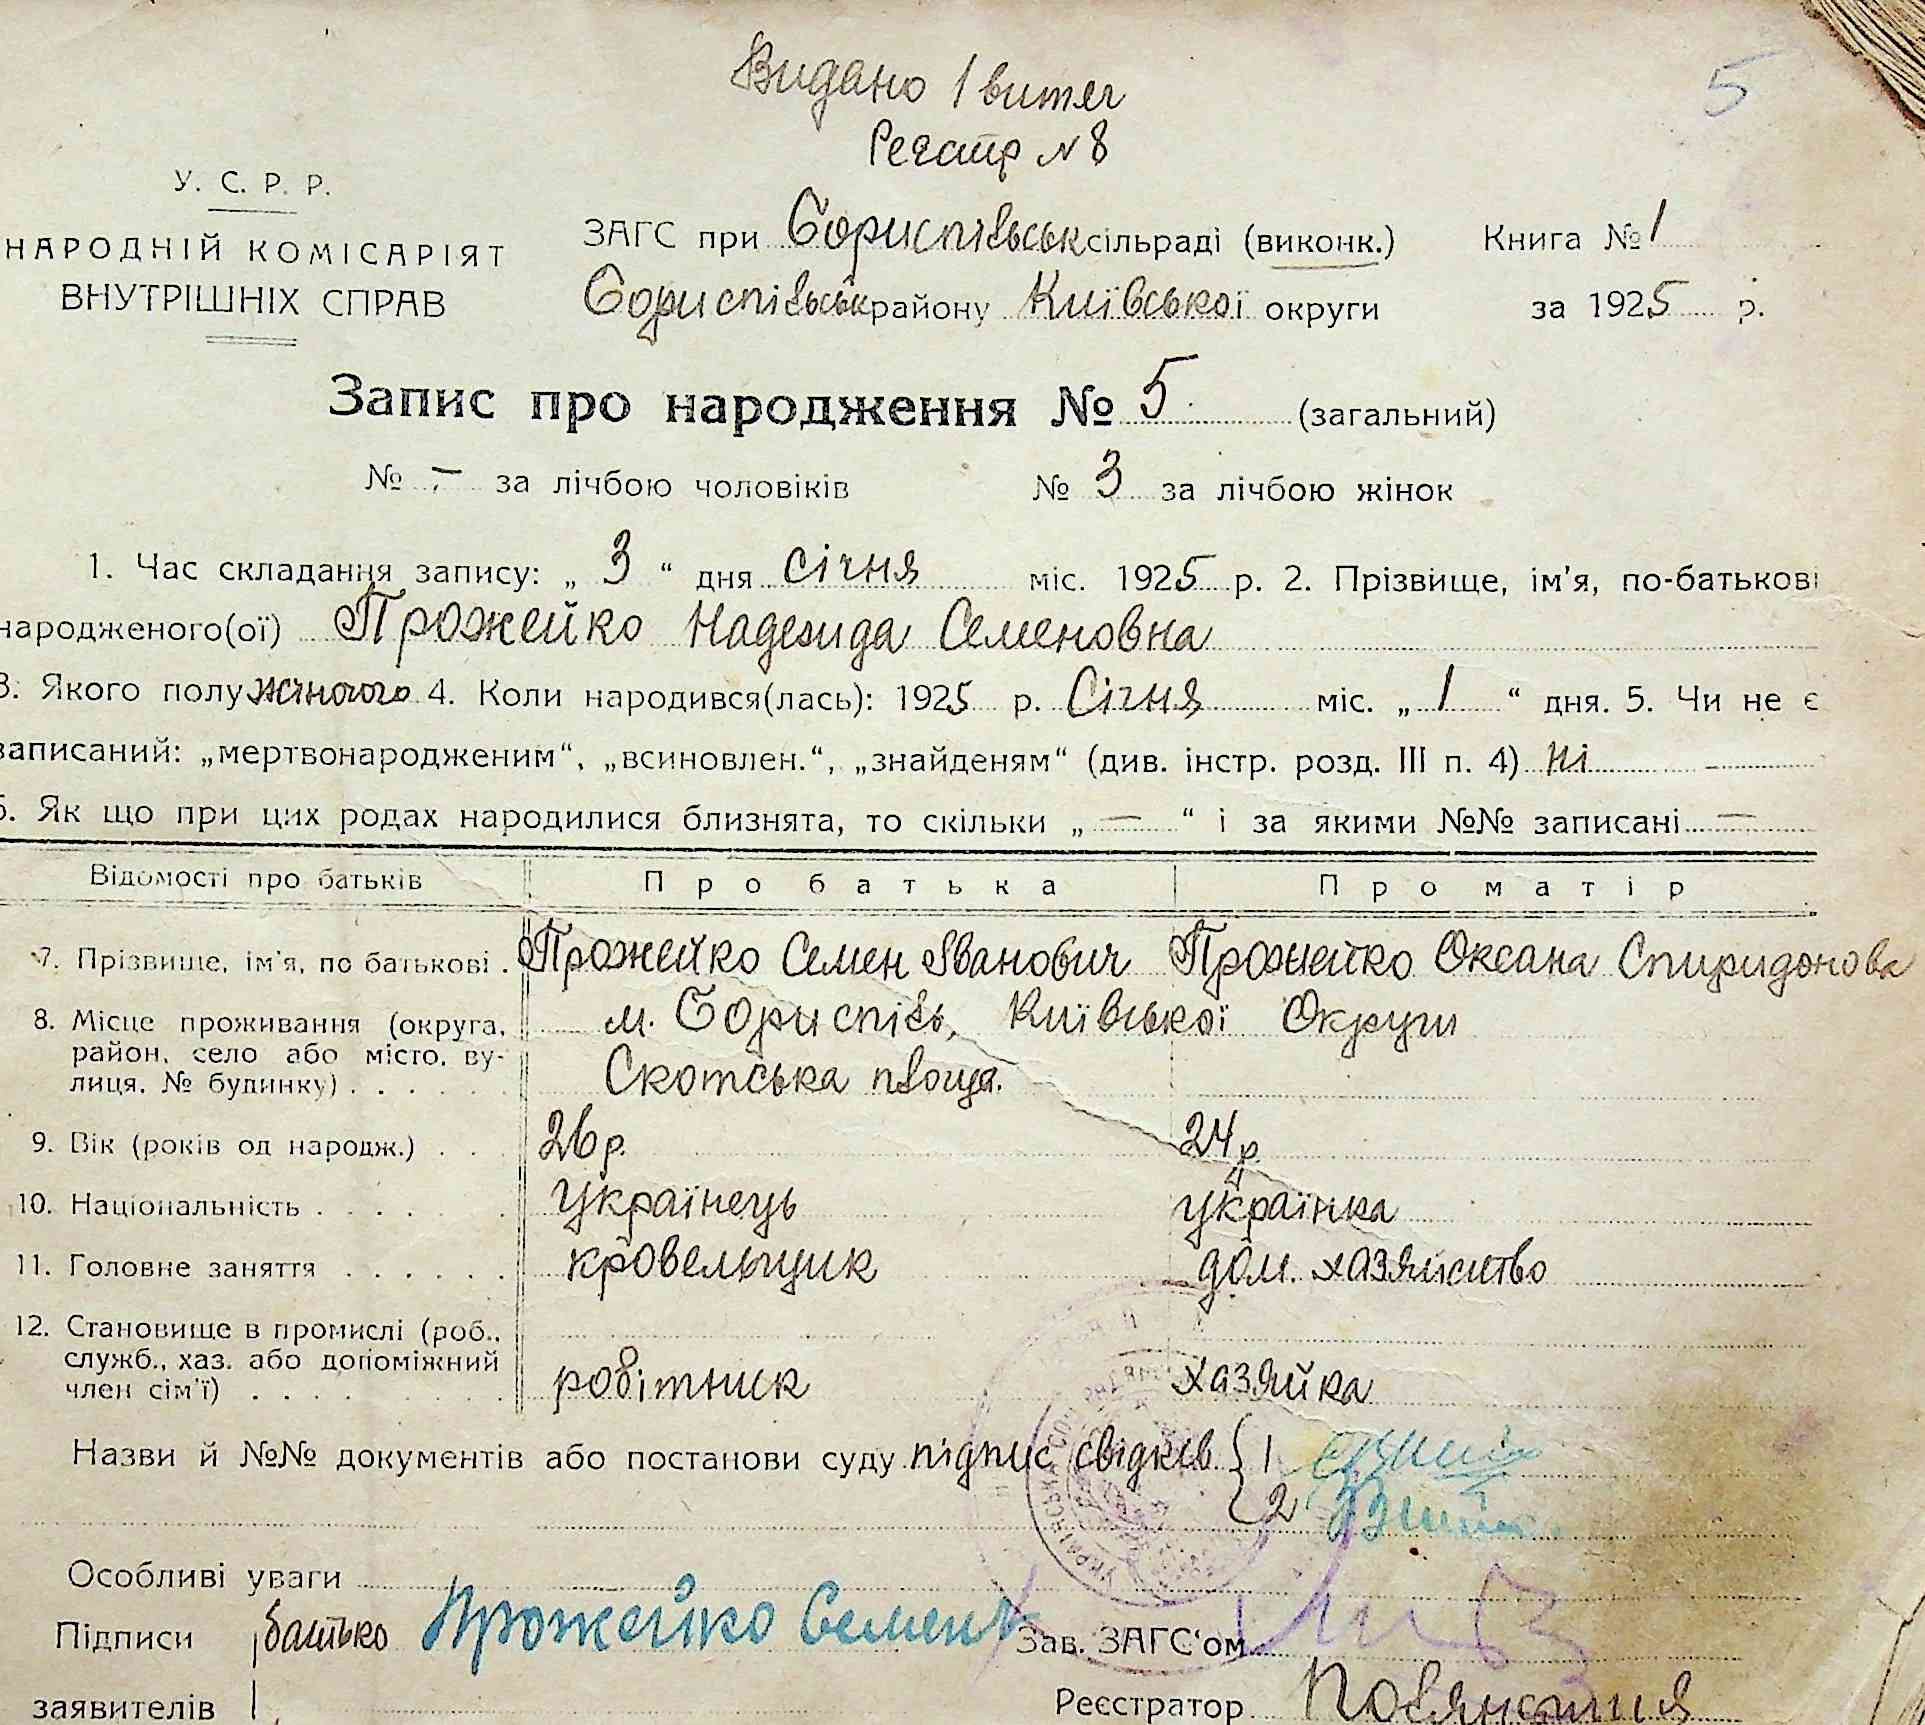 Видано 1 витяг
Регстр N 8
5
У. С. Р. Р.
НАРОДНІЙ КОМІСАРІЯТ
ВНУТРІШНІХ СПРАВ
ЗАГС при Бориспільськ сільраді (виконк.) Книга № 1
Бориспільськ району Київської округи за 1925 р.
Запис про народження № 5 (загальний)
№ - за лічбою чоловіків № 3 за лічбою жінок
1. Час складання запису: „ 3 “ дня січня міс. 1925 р. 2. Прізвище, ім'я, по-батькові
народженого(ої) Прожейко Надежида Семеновна
3. Якого полу жіночого 4. Коли народився(лась): 1925 р. Січня міс. „ 1 “ дня. 5. Чи не є
записаний: „мертвонародженим“, „всиновлен.“, „знайденям“ (див. інстр. розд. III п. 4) ні -
6. Як що при цих родах народилися близнята, то скільки „ — “ і за якими №№ записані —
Відомості про батьків Про батька Про матір
7. Прізвище, ім'я, по батькові . Прожейко Семен Іванович Прожейко Оксана Спиридонова
8. Місце проживання (округа, м. Бориспіль, Київської Округи
район, село або місто, ву- Скотська площа.
лиця, № будинку) . . . . .
9. Вік (років од народж.) . . 26 р. 24 р.
10. Національність . . . . . українець українка
11. Головне заняття . . . . . . кровельщик дом. хазяйство
12. Становище в промислі (роб.,
служб., хаз. або допоміжний робітник хазяйка
член сім'ї) . . . . . . .
Назви й №№ документів або постанови суду підпис свідків { 1
2
Особливі уваги
Підписи батько Прожейко Семен Зав. ЗАГС'ом
заявителів Реєстратор